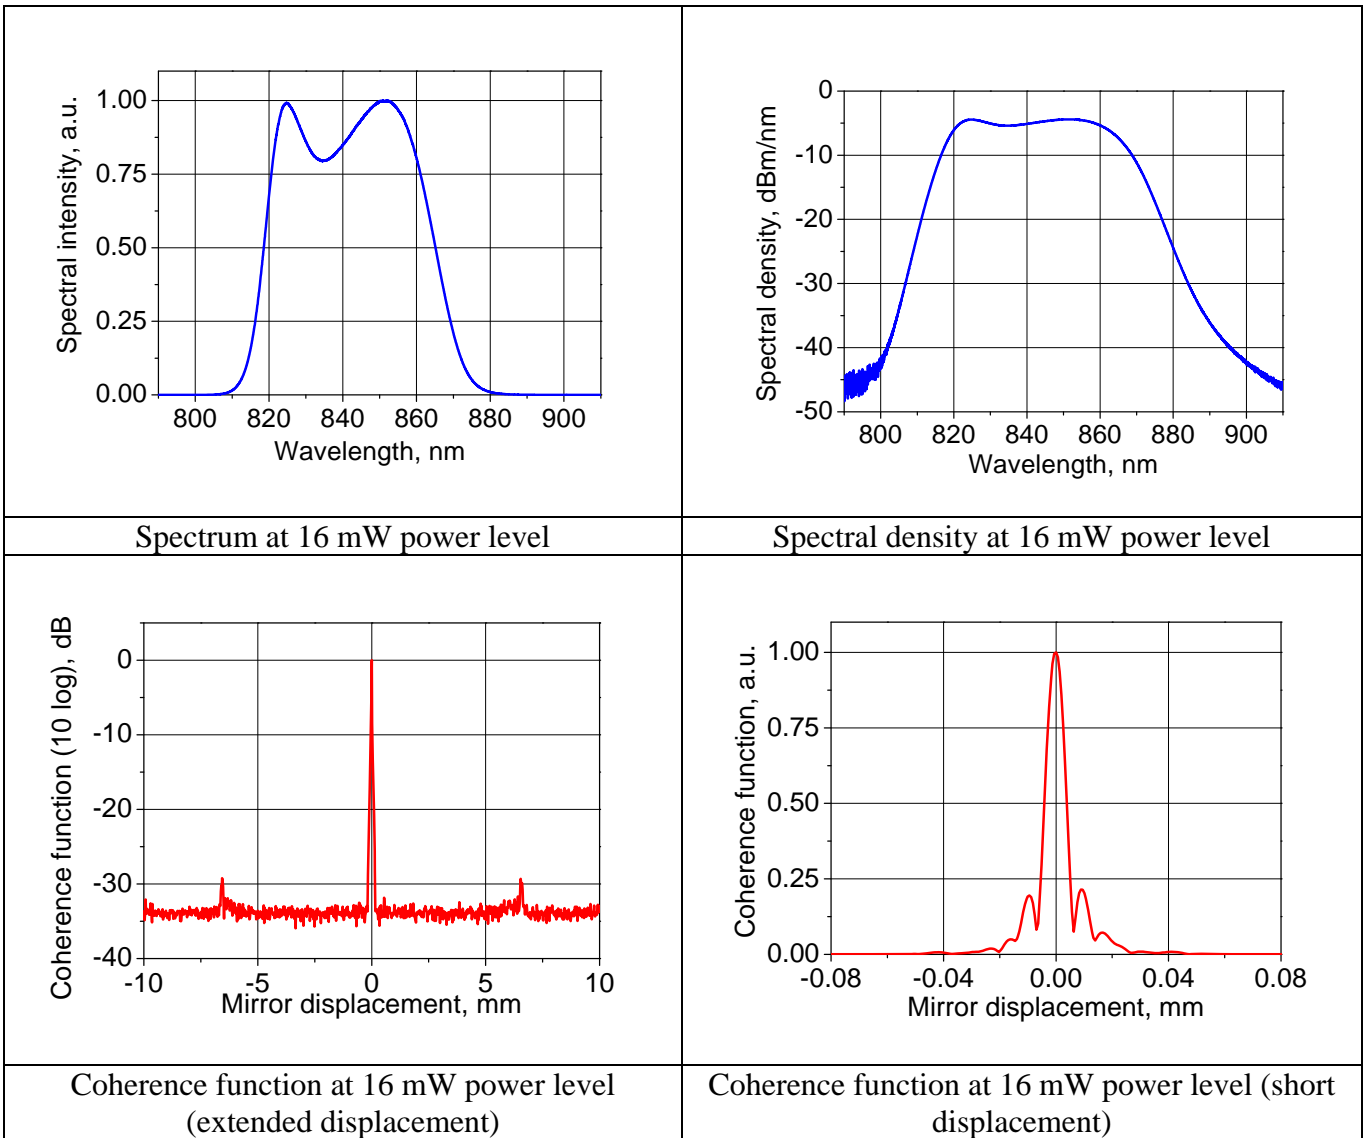 Spectral intensity, a.u.
1.00
0.75
0.50
0.25
0.00
800 820 840 860 880 900
Wavelength, nm
Spectral density, dBm/nm
0
-10
-20
-30
-40
-50
800 820 840 860 880 900
Wavelength, nm
Spectrum at 16 mW power level
Spectral density at 16 mW power level
Coherence function (10 log), dB
0
-10
-20
-30
-40
-10 -5 0 5 10
Mirror displacement, mm
Coherence function, a.u.
1.00
0.75
0.50
0.25
0.00
-0.08 -0.04 0.00 0.04 0.08
Mirror displacement, mm
Coherence function at 16 mW power level
(extended displacement)
Coherence function at 16 mW power level (short
displacement)